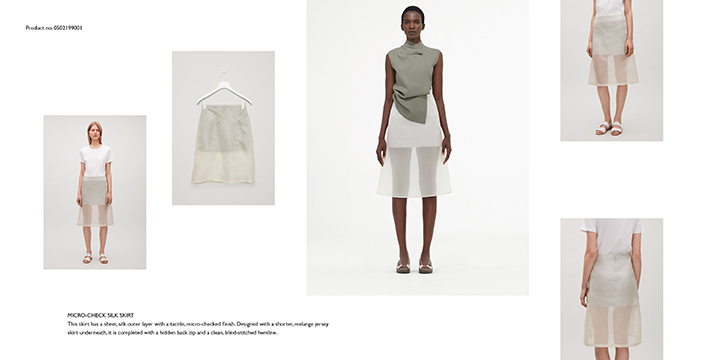 Product no. 0502199001
MICRO-CHECK SILK SKIRT
This skirt has a sheer, silk outer layer with a tactile, micro-checked finish. Designed with a shorter, melange jersey
skirt underneath, it is completed with a hidden back zip and a clean, blind-stitched hemline.